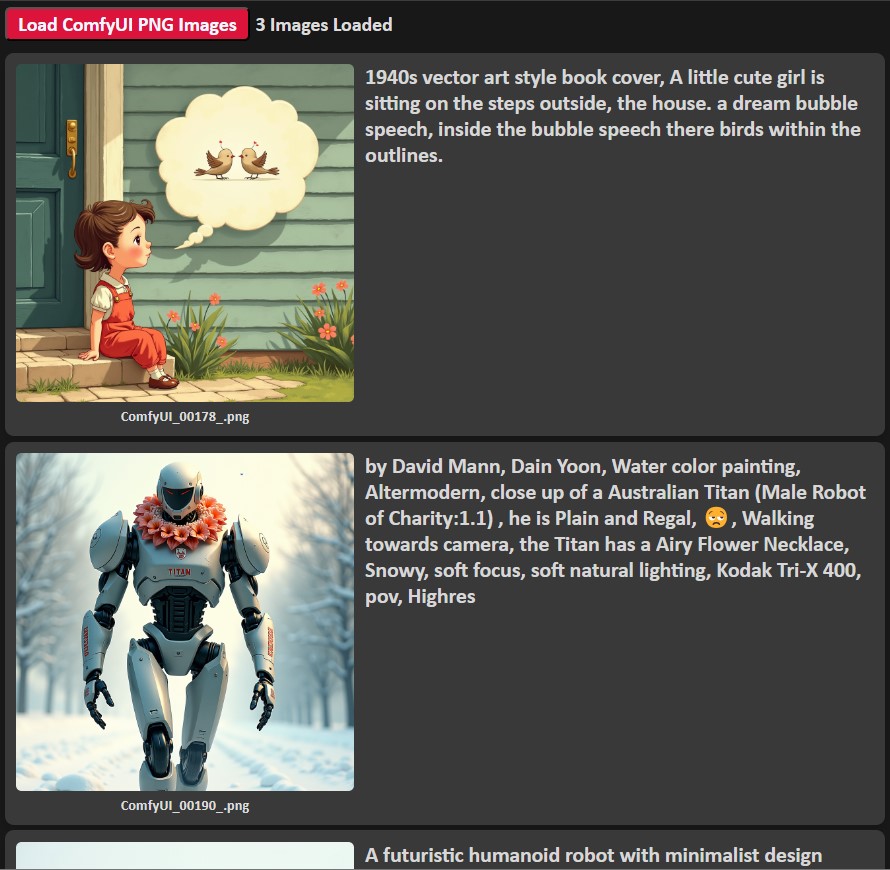 Load ComfyUI PNG Images 3 Images Loaded
1940s vector art style book cover, A little cute girl is
sitting on the steps outside, the house. a dream bubble
speech, inside the bubble speech there birds within the
outlines.
ComfyUI_00178_.png
by David Mann, Dain Yoon, Water color painting,
Altermodern, close up of a Australian Titan (Male Robot
of Charity:1.1) , he is Plain and Regal, 😥 , Walking
towards camera, the Titan has a Airy Flower Necklace,
Snowy, soft focus, soft natural lighting, Kodak Tri-X 400,
pov, Highres
TITAN
ComfyUI_00190_.png
A futuristic humanoid robot with minimalist design